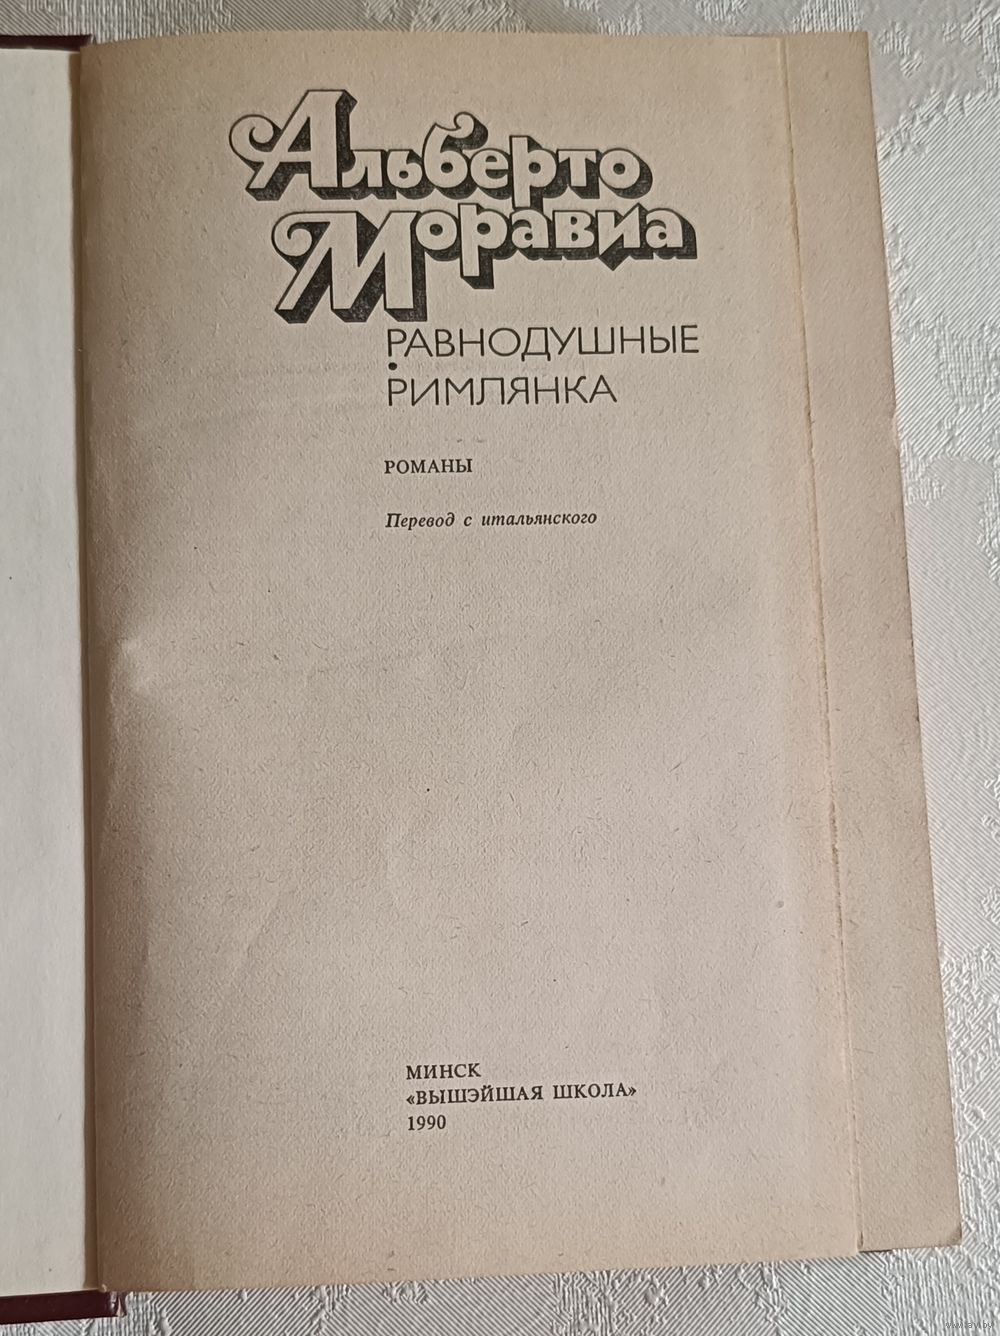 Альберто
Моравиа
РАВНОДУШНЫЕ
•
РИМЛЯНКА
РОМАНЫ
Перевод с итальянского
МИНСК
«ВЫШЭЙШАЯ ШКОЛА»
1990